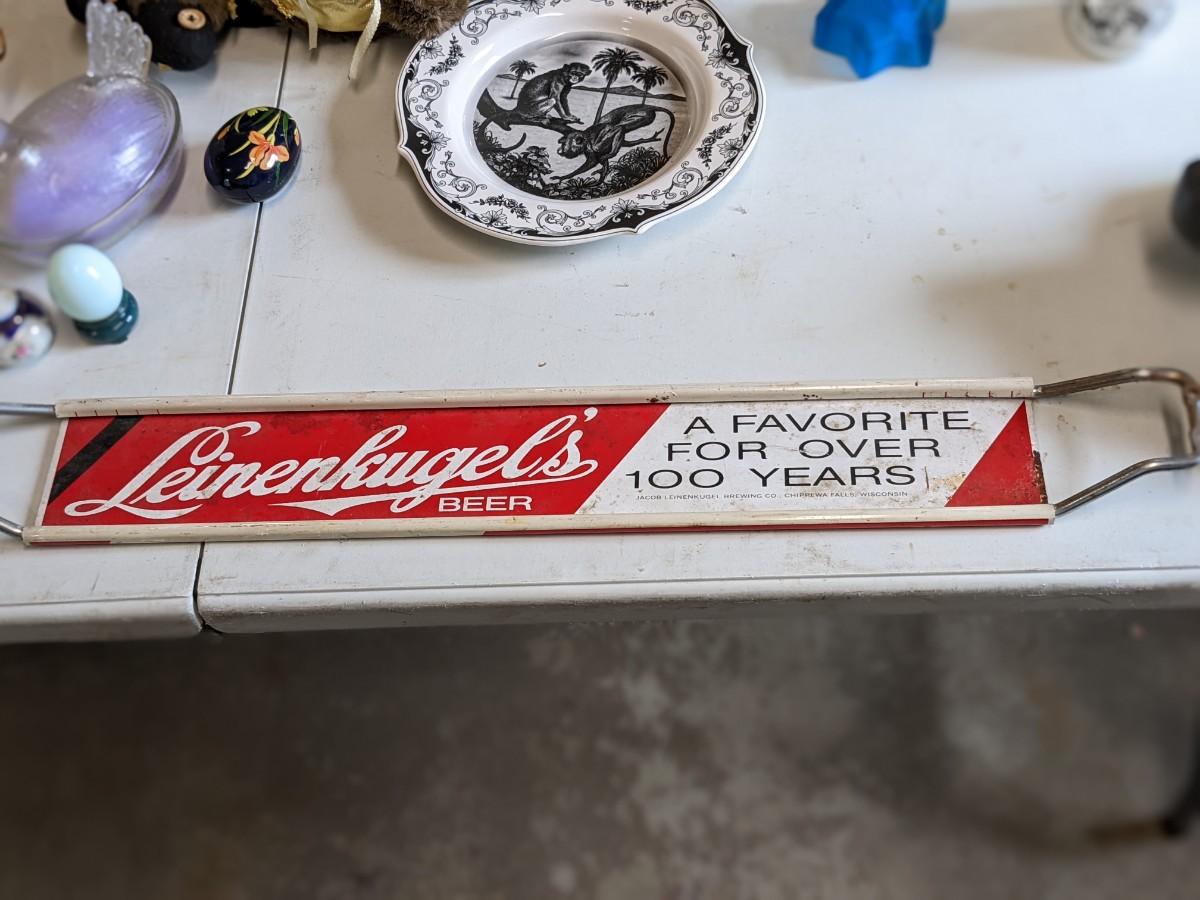 Leinenkugel's
BEER
A FAVORITE
FOR OVER
100 YEARS
JACOB LEINENKUGEL BREWING CO., CHIPPEWA FALLS, WISCONSIN